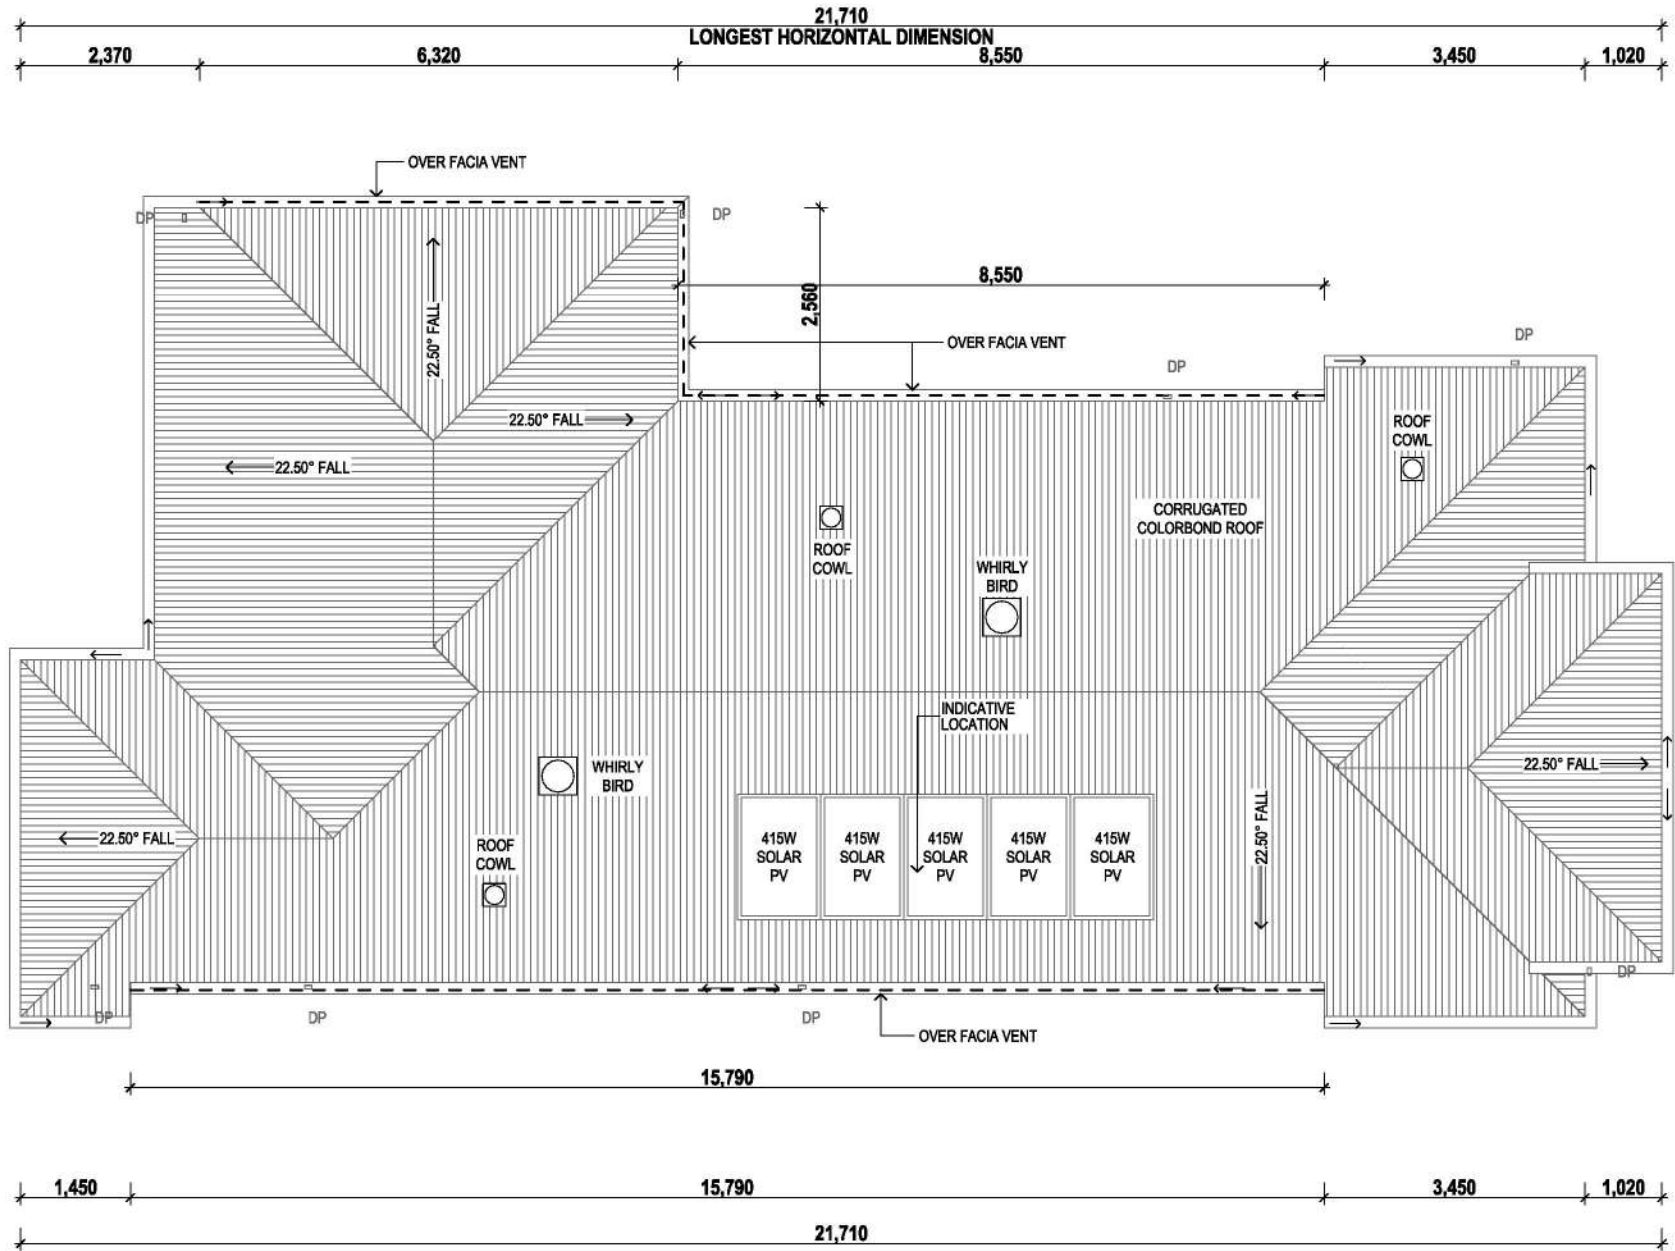 21,710
LONGEST HORIZONTAL DIMENSION
2,370
6,320
8,550
3,450
1,020
OVER FACIA VENT
DP
DP
8,550
2,560
OVER FACIA VENT
DP
DP
22.50° FALL
22.50° FALL
22.50° FALL
ROOF
COWL
CORRUGATED
COLORBOND ROOF
ROOF
COWL
WHIRLY
BIRD
INDICATIVE
LOCATION
WHIRLY
BIRD
22.50° FALL
22.50° FALL
22.50° FALL
ROOF
COWL
415W
SOLAR
PV
415W
SOLAR
PV
415W
SOLAR
PV
415W
SOLAR
PV
415W
SOLAR
PV
DP
DP
DP
DP
OVER FACIA VENT
15,790
1,450
15,790
3,450
1,020
21,710